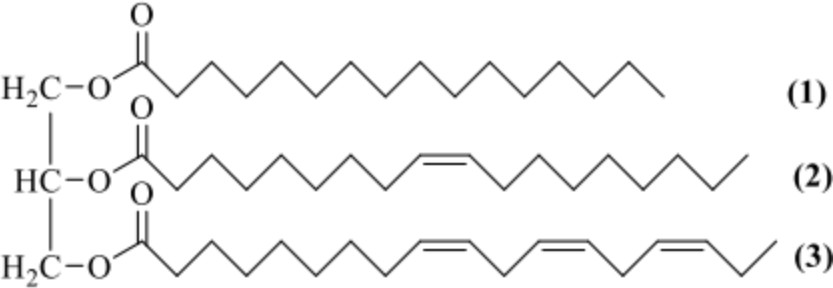 O
H₂C-O (1)
O
HC-O (2)
O
H₂C-O (3)